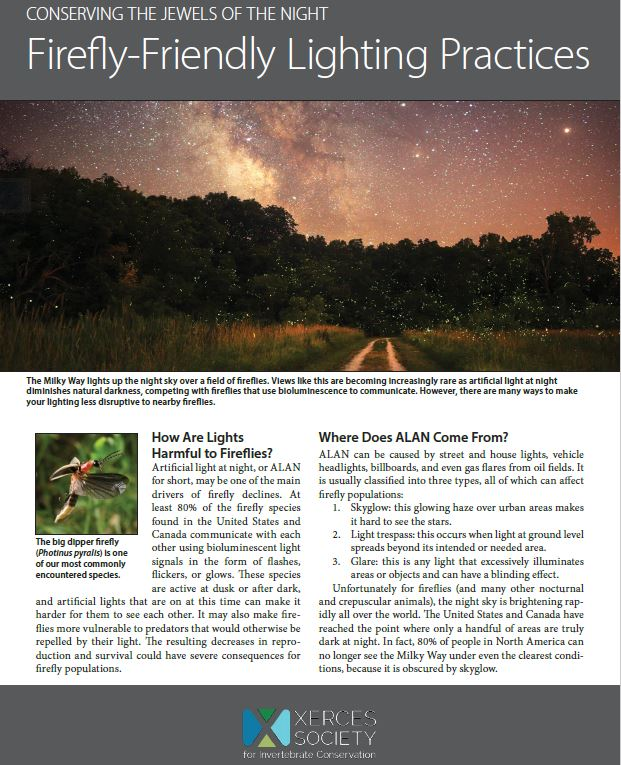 CONSERVING THE JEWELS OF THE NIGHT
Firefly-Friendly Lighting Practices
The Milky Way lights up the night sky over a field of fireflies. Views like this are becoming increasingly rare as artificial light at night
diminishes natural darkness, competing with fireflies that use bioluminescence to communicate. However, there are many ways to make
your lighting less disruptive to nearby fireflies.
The big dipper firefly
(Photinus pyralis) is one
of our most commonly
encountered species.
How Are Lights
Harmful to Fireflies?
Artificial light at night, or ALAN
for short, may be one of the main
drivers of firefly declines. At
least 80% of the firefly species
found in the United States and
Canada communicate with each
other using bioluminescent light
signals in the form of flashes,
flickers, or glows. These species
are active at dusk or after dark,
and artificial lights that are on at this time can make it
harder for them to see each other. It may also make fire-
flies more vulnerable to predators that would otherwise be
repelled by their light. The resulting decreases in repro-
duction and survival could have severe consequences for
firefly populations.
Where Does ALAN Come From?
ALAN can be caused by street and house lights, vehicle
headlights, billboards, and even gas flares from oil fields. It
is usually classified into three types, all of which can affect
firefly populations:
1. Skyglow: this glowing haze over urban areas makes
it hard to see the stars.
2. Light trespass: this occurs when light at ground level
spreads beyond its intended or needed area.
3. Glare: this is any light that excessively illuminates
areas or objects and can have a blinding effect.
Unfortunately for fireflies (and many other nocturnal
and crepuscular animals), the night sky is brightening rap-
idly all over the world. The United States and Canada have
reached the point where only a handful of areas are truly
dark at night. In fact, 80% of people in North America can
no longer see the Milky Way under even the clearest condi-
tions, because it is obscured by skyglow.
XERCES
SOCIETY
for Invertebrate Conservation